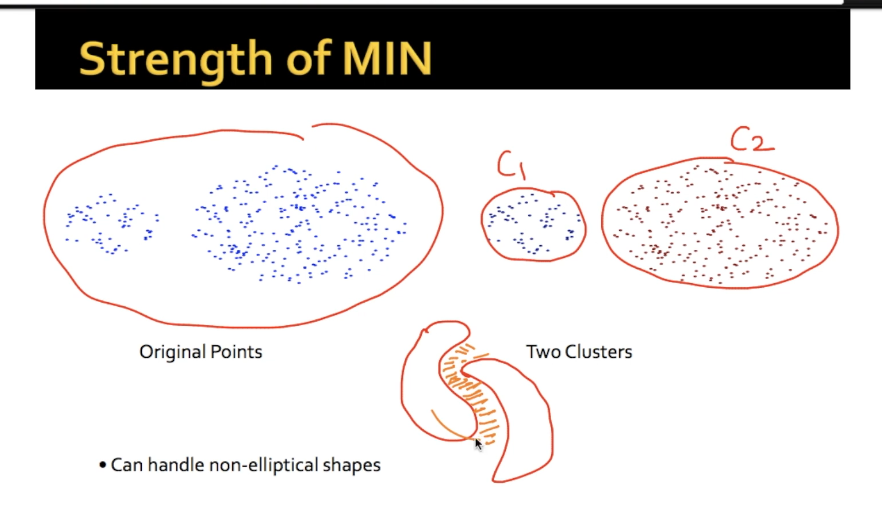 Strength of MIN
C1
C2
Original Points
Two Clusters
• Can handle non-elliptical shapes